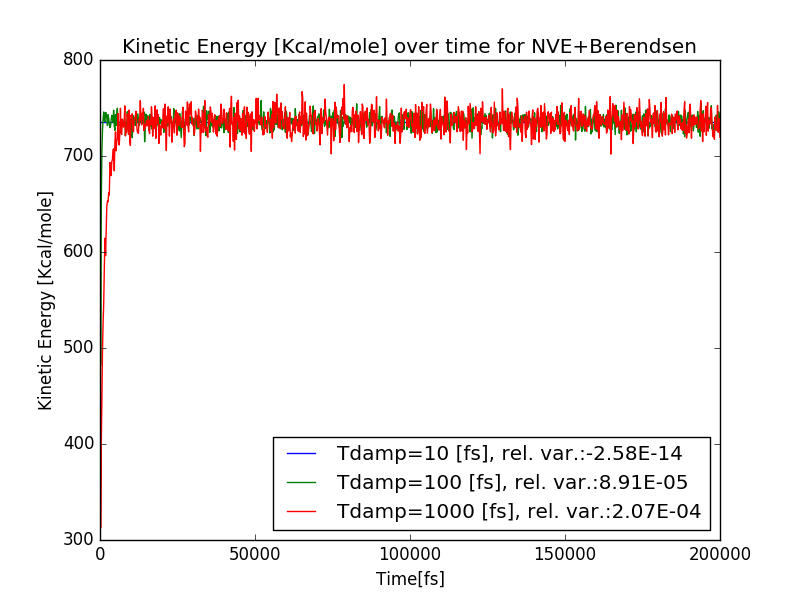 Kinetic Energy [Kcal/mole] over time for NVE+Berendsen
800
700
600
500
400
300
Kinetic Energy [Kcal/mole]
Tdamp=10 [fs], rel. var.:-2.58E-14
Tdamp=100 [fs], rel. var.:8.91E-05
Tdamp=1000 [fs], rel. var.:2.07E-04
0 50000 100000 150000 200000
Time[fs]